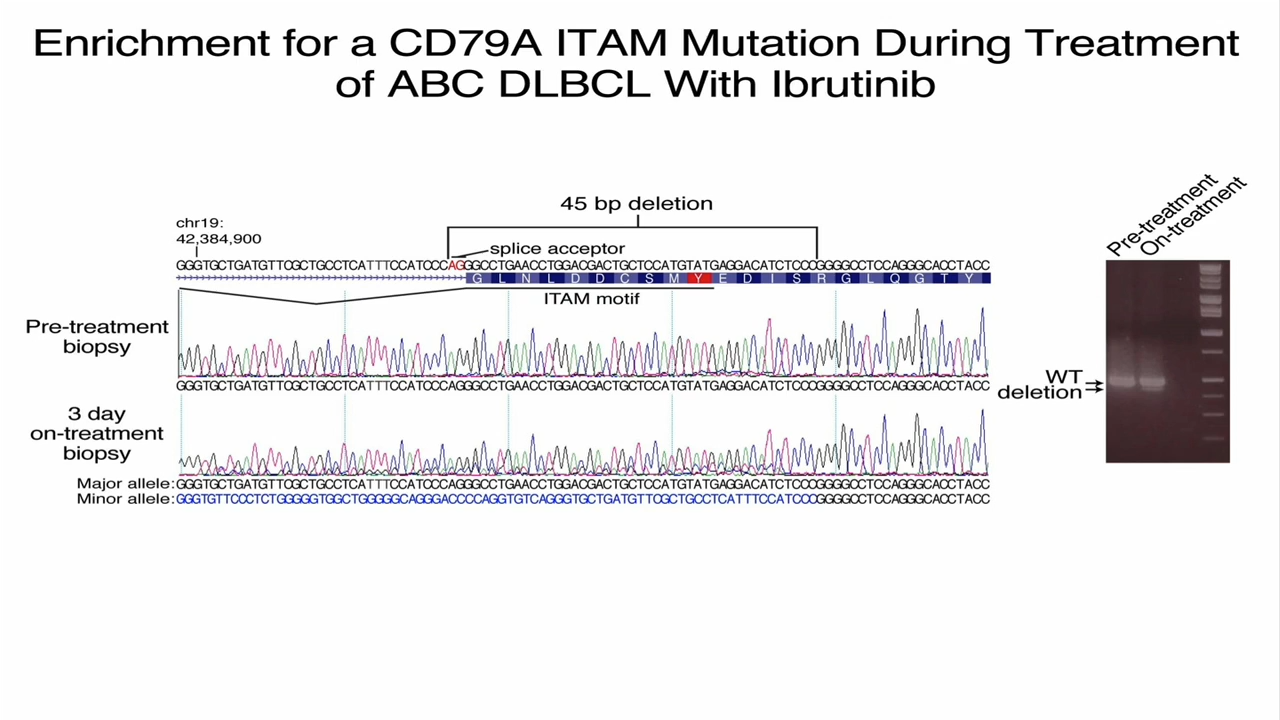 Enrichment for a CD79A ITAM Mutation During Treatment
of ABC DLBCL With Ibrutinib
45 bp deletion
chr19:
42,384,900
splice acceptor
GGGTGCTGATGTTCGCTGCCTCATTTCCATCCCAGGGCCTGAACCTGGACGACTGCTCCATGTATGAGGACATCTCCCGGGGCCTCCAGGGCACCTACC
G L N L D D C S M Y E D I S R G L Q G T Y
ITAM motif
Pre-treatment
biopsy
GGGTGCTGATGTTCGCTGCCTCATTTCCATCCCAGGGCCTGAACCTGGACGACTGCTCCATGTATGAGGACATCTCCCGGGGCCTCCAGGGCACCTACC
3 day
on-treatment
biopsy
Major allele: GGGTGCTGATGTTCGCTGCCTCATTTCCATCCCAGGGCCTGAACCTGGACGACTGCTCCATGTATGAGGACATCTCCCGGGGCCTCCAGGGCACCTACC
Minor allele: GGGTGTTCCCTCTGGGGGTGGCTGGGGGCAGGGACCCCAGGTGTCAGGGTGCTGATGTTCGCTGCCTCATTTCCATCCCGGGGCCTCCAGGGCACCTACC
Pre-treatment
On-treatment
WT
deletion